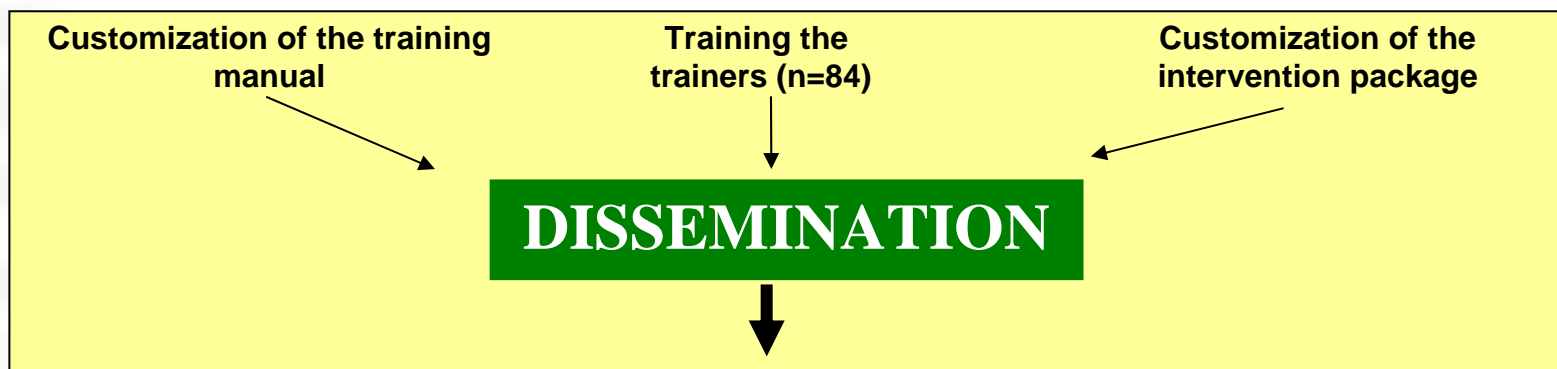 Customization of the training
manual
Training the
trainers (n=84)
Customization of the
intervention package
DISSEMINATION